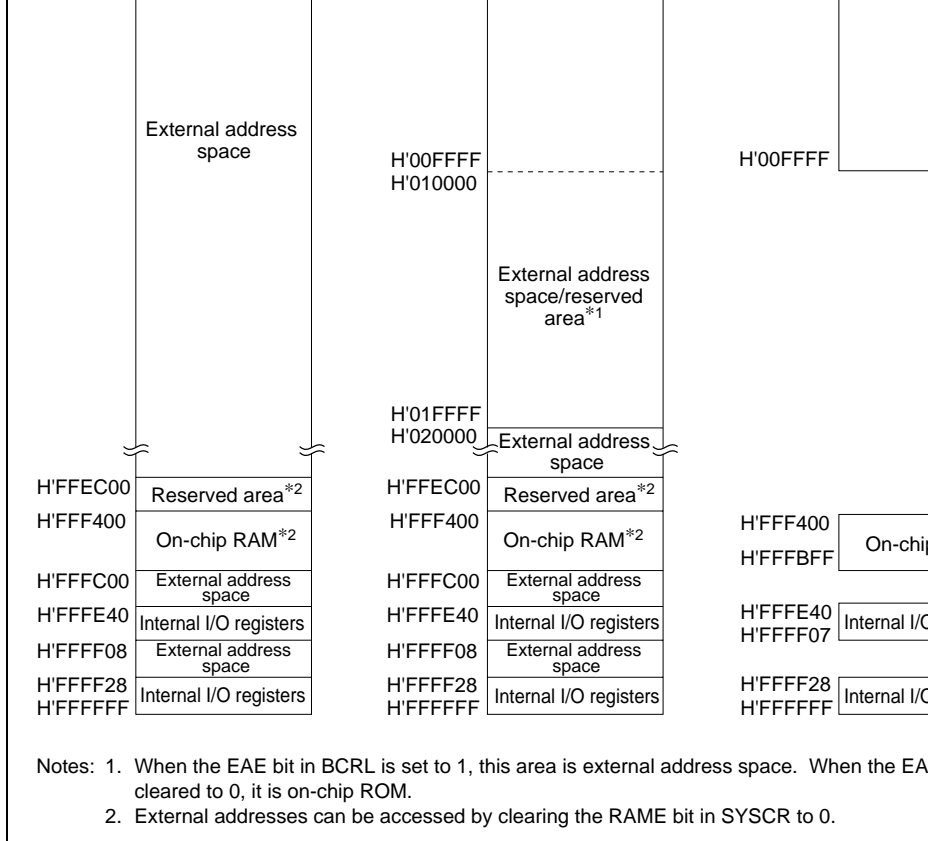 External address
space
H'FFEC00
Reserved area*2
H'FFF400
On-chip RAM*2
H'FFFC00
External address
space
H'FFFE40
Internal I/O registers
H'FFFF08
External address
space
H'FFFF28
Internal I/O registers
H'FFFFFF
H'00FFFF
H'010000
External address
space/reserved
area*1
H'01FFFF
H'020000
External address
space
H'FFEC00
Reserved area*2
H'FFF400
On-chip RAM*2
H'FFFC00
External address
space
H'FFFE40
Internal I/O registers
H'FFFF08
External address
space
H'FFFF28
Internal I/O registers
H'FFFFFF
H'00FFFF
H'FFF400
On-chip
H'FFFBFF
H'FFFE40
Internal I/O
H'FFFF07
H'FFFF28
Internal I/O
H'FFFFFF
Notes: 1. When the EAE bit in BCRL is set to 1, this area is external address space. When the EA
cleared to 0, it is on-chip ROM.
2. External addresses can be accessed by clearing the RAME bit in SYSCR to 0.